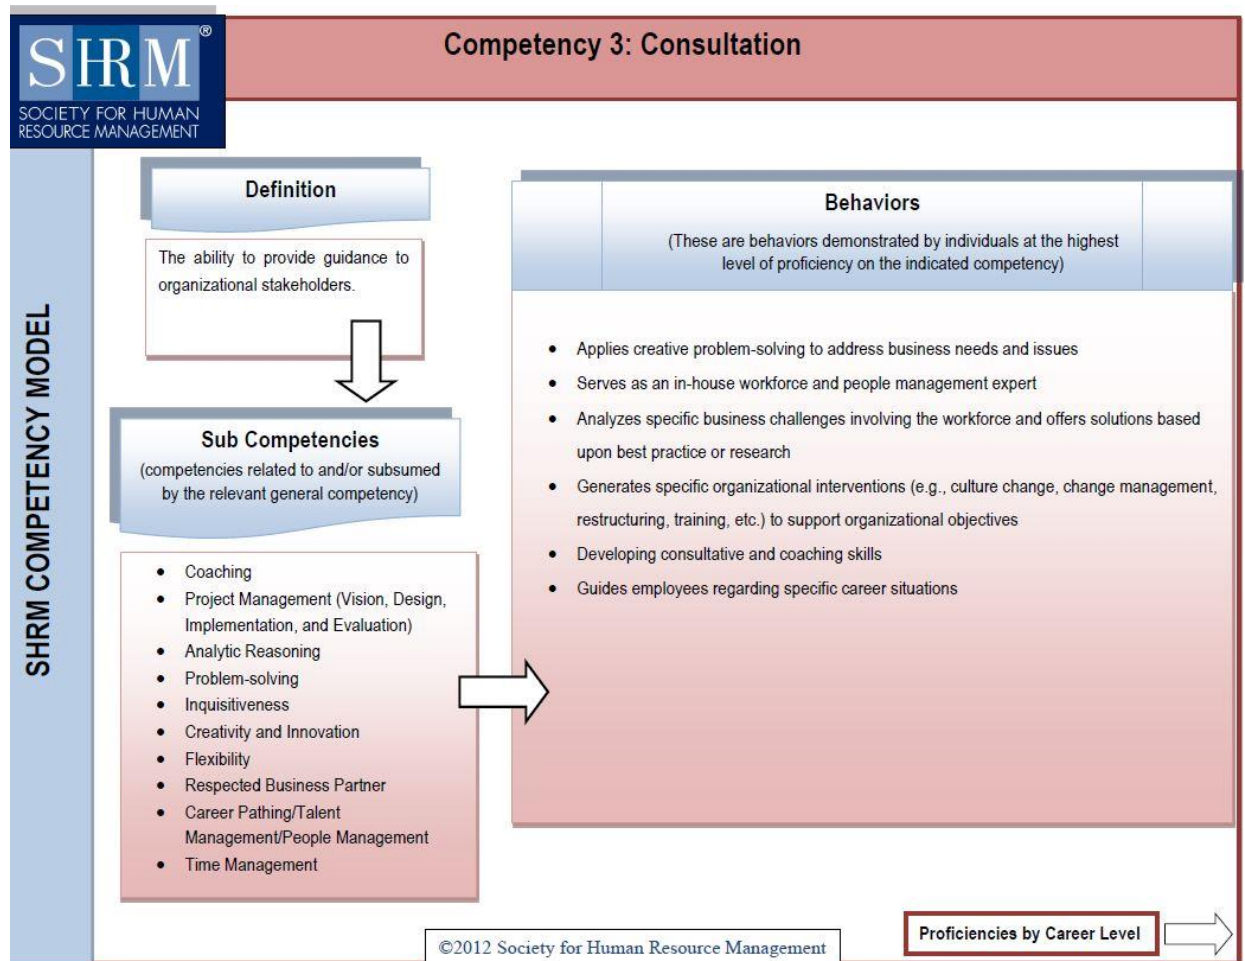 SHRM®
SOCIETY FOR HUMAN
RESOURCE MANAGEMENT
Competency 3: Consultation
SHRM COMPETENCY MODEL
Definition
The ability to provide guidance to
organizational stakeholders.
Sub Competencies
(competencies related to and/or subsumed
by the relevant general competency)
• Coaching
• Project Management (Vision, Design,
Implementation, and Evaluation)
• Analytic Reasoning
• Problem-solving
• Inquisitiveness
• Creativity and Innovation
• Flexibility
• Respected Business Partner
• Career Pathing/Talent
Management/People Management
• Time Management
Behaviors
(These are behaviors demonstrated by individuals at the highest
level of proficiency on the indicated competency)
• Applies creative problem-solving to address business needs and issues
• Serves as an in-house workforce and people management expert
• Analyzes specific business challenges involving the workforce and offers solutions based
upon best practice or research
• Generates specific organizational interventions (e.g., culture change, change management,
restructuring, training, etc.) to support organizational objectives
• Developing consultative and coaching skills
• Guides employees regarding specific career situations
Proficiencies by Career Level
©2012 Society for Human Resource Management